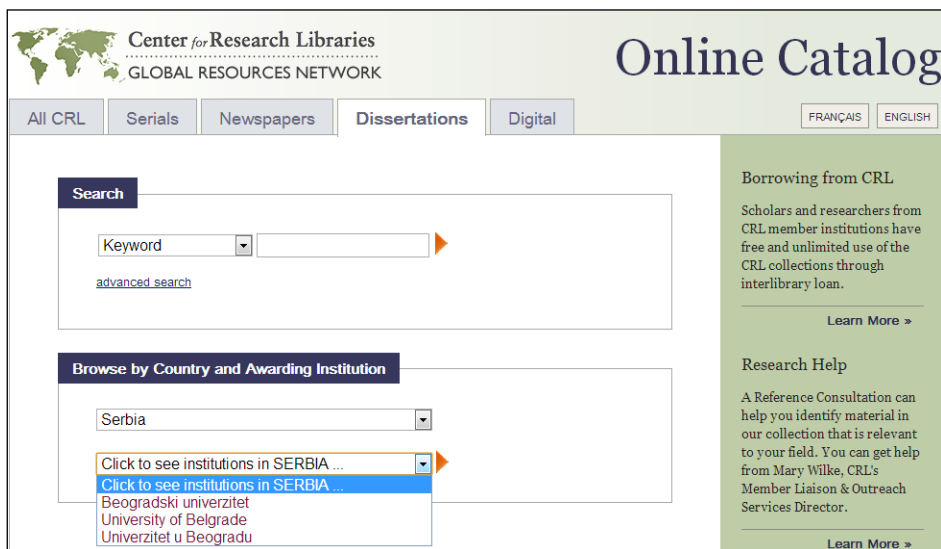 Center for Research Libraries
GLOBAL RESOURCES NETWORK
Online Catalog
All CRL
Serials
Newspapers
Dissertations
Digital
FRANÇAIS
ENGLISH
Search
Keyword
advanced search
Browse by Country and Awarding Institution
Serbia
Click to see institutions in SERBIA ...
Click to see institutions in SERBIA ...
Beogradski univerzitet
University of Belgrade
Univerzitet u Beogradu
Borrowing from CRL
Scholars and researchers from
CRL member institutions have
free and unlimited use of the
CRL collections through
interlibrary loan.
Learn More »
Research Help
A Reference Consultation can
help you identify material in
our collection that is relevant
to your field. You can get help
from Mary Wilke, CRL's
Member Liaison & Outreach
Services Director.
Learn More »